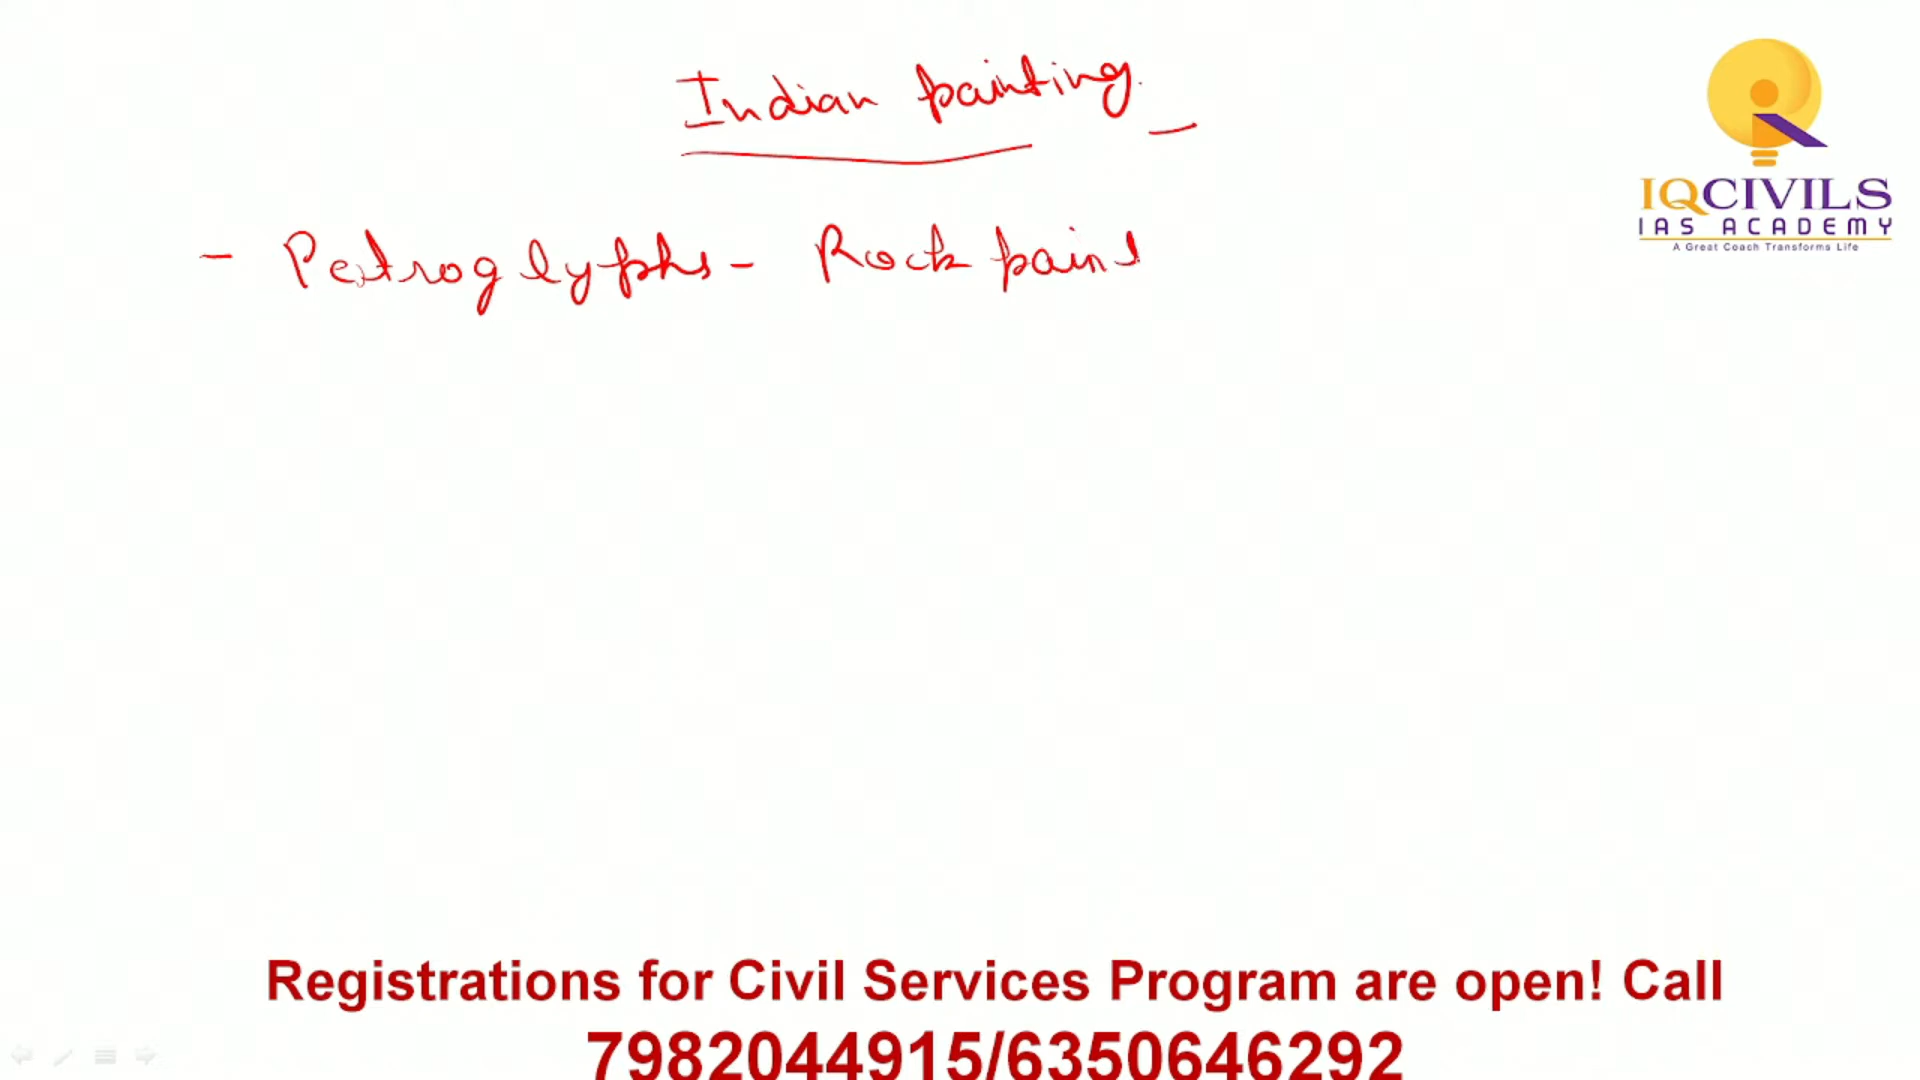 Indian painting
- Petroglyphs - Rock paint
IQCIVILS
IAS ACADEMY
A Great Coach Transforms Life
Registrations for Civil Services Program are open! Call
7982044915/6350646292